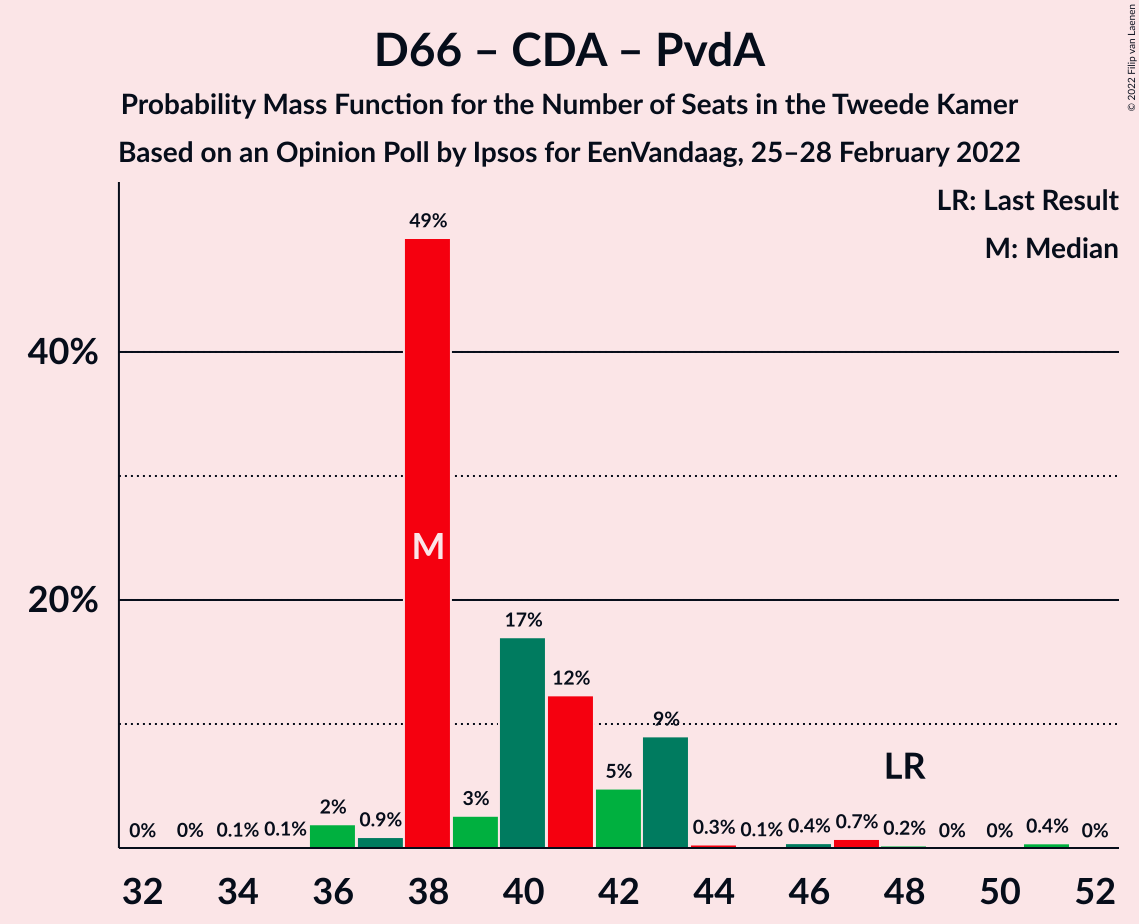 D66 – CDA – PvdA
Probability Mass Function for the Number of Seats in the Tweede Kamer
Based on an Opinion Poll by Ipsos for EenVandaag, 25–28 February 2022
© 2022 Filip van Laenen
LR: Last Result
M: Median
49%
40%
M
20%
17%
12%
9%
LR
5%
3%
2%
0.9%
0% 0% 0.1% 0.1% 0.3% 0.1% 0.4% 0.7% 0.2% 0% 0% 0.4% 0%
32 34 36 38 40 42 44 46 48 50 52